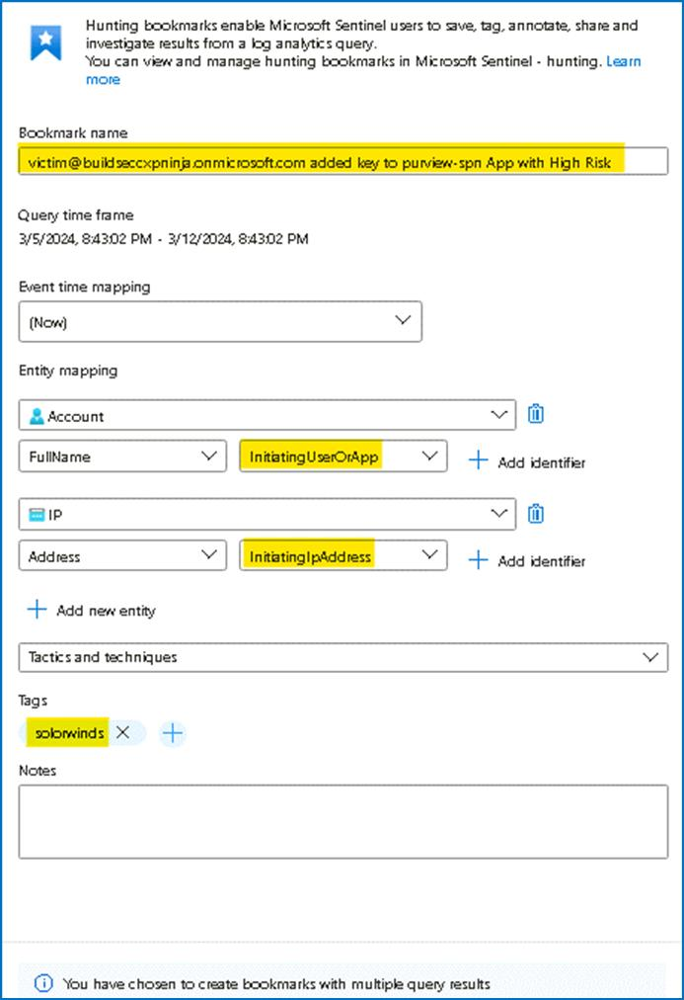 Hunting bookmarks enable Microsoft Sentinel users to save, tag, annotate, share and
investigate results from a log analytics query.
You can view and manage hunting bookmarks in Microsoft Sentinel - hunting. Learn
more
Bookmark name
victim@buildseccxpninja.onmicrosoft.com added key to purview-spn App with High Risk
Query time frame
3/5/2024, 8:43:02 PM - 3/12/2024, 8:43:02 PM
Event time mapping
(Now)
Entity mapping
Account
FullName InitiatingUserOrApp Add identifier
IP
Address InitiatingIpAddress Add identifier
Add new entity
Tactics and techniques
Tags
solorwinds
Notes
You have chosen to create bookmarks with multiple query results